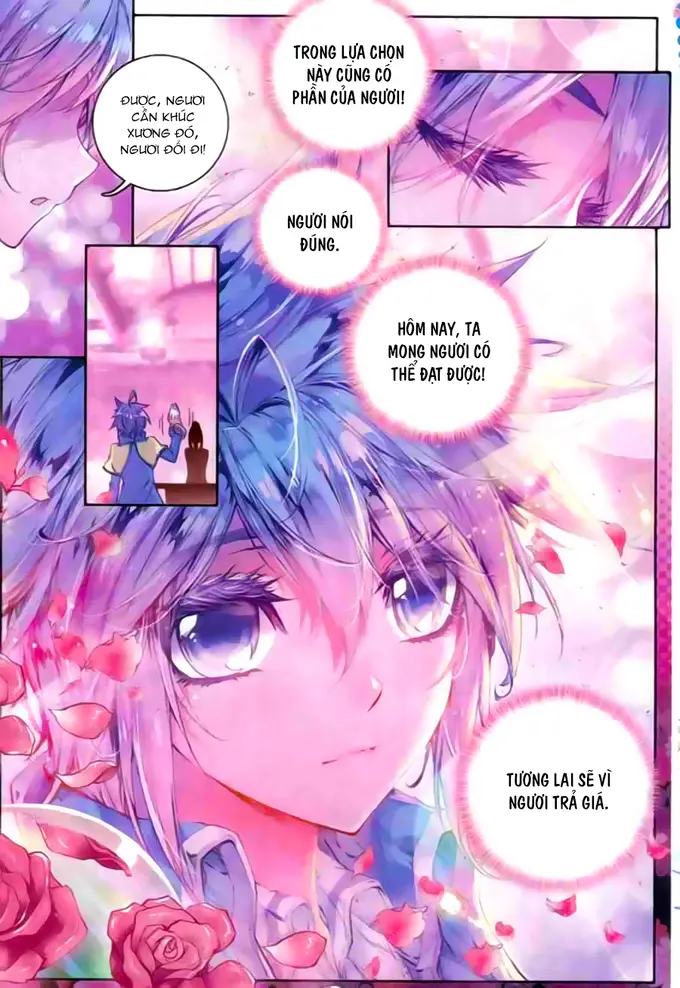 TRONG LỰA CHỌN
NÀY CŨNG CÓ
PHẦN CỦA NGƯƠI!
ĐƯỢC, NGƯƠI
CẦN KHÚC
XƯƠNG ĐÓ,
NGƯƠI ĐỔI ĐI!
NGƯƠI NÓI
ĐÚNG.
HÔM NAY, TA
MONG NGƯƠI CÓ
THỂ ĐẠT ĐƯỢC!
TƯƠNG LAI SẼ VÌ
NGƯƠI TRẢ GIÁ.